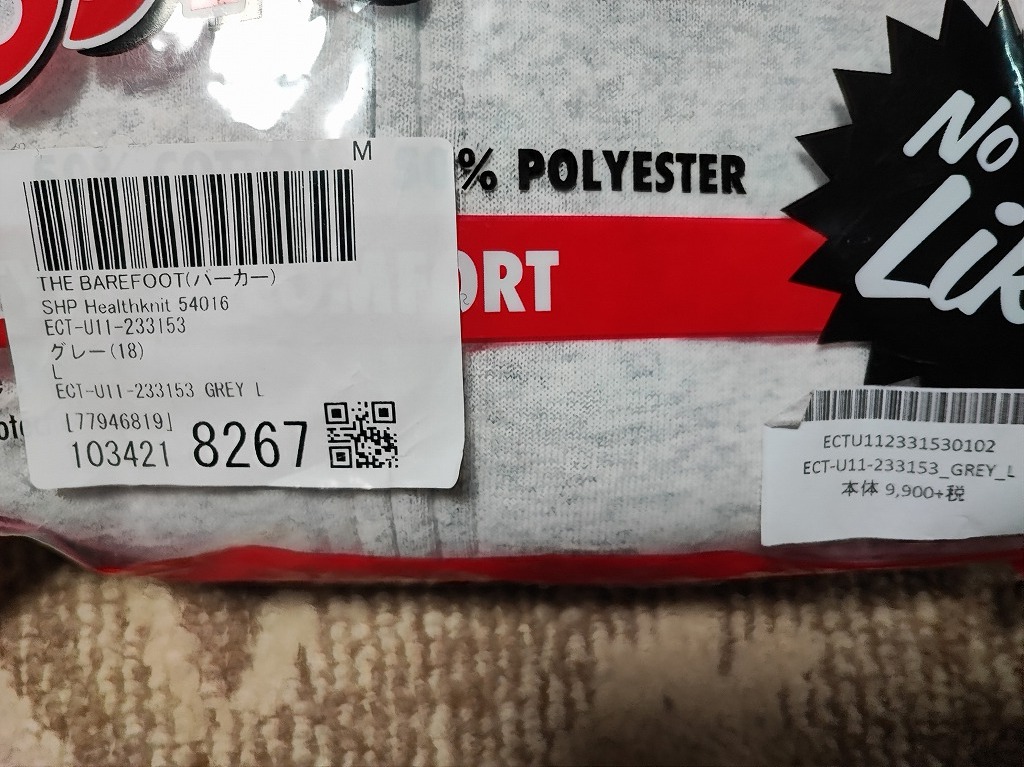 M
% POLYESTER
No
THE BAREFOOT(パーカー)
SHP Healthknit 54016
ECT-U11-233153
グレー(18)
L
ECT-U11-233153 GREY L
[77946819]
103421 8267
ORT
ECTU112331530102
ECT-U11-233153_GREY_L
本体 9,900+税